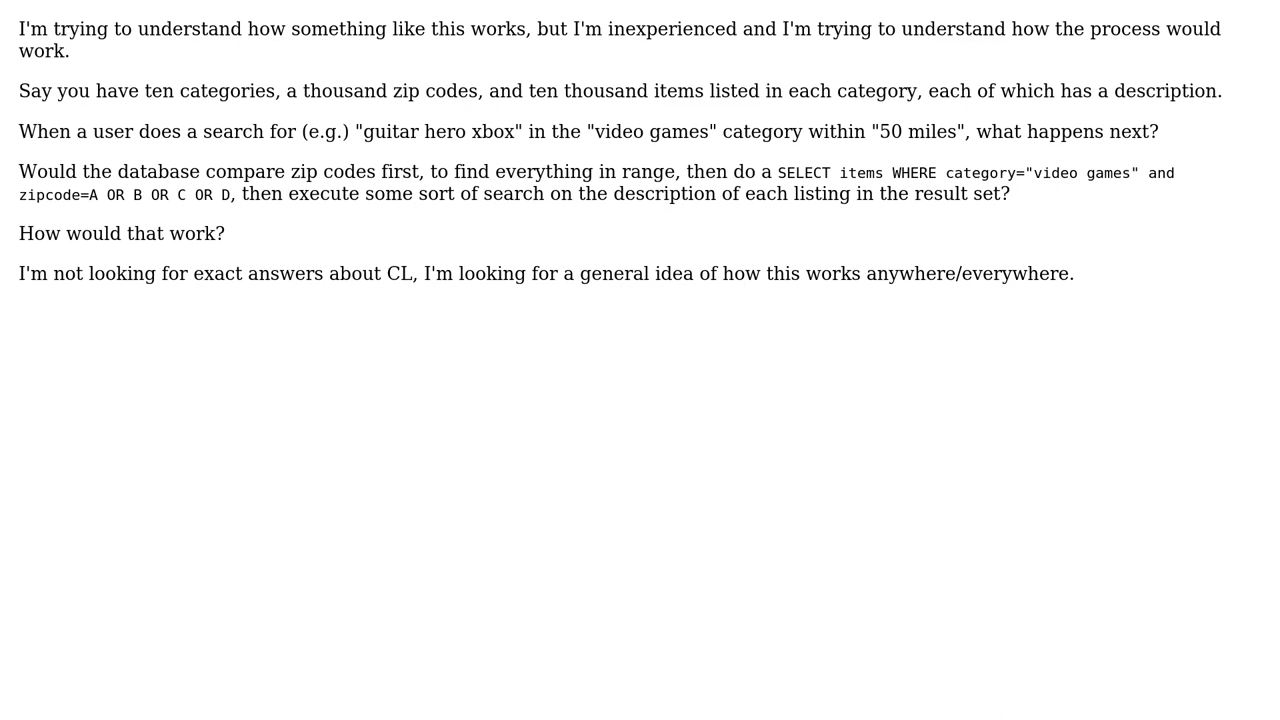 I'm trying to understand how something like this works, but I'm inexperienced and I'm trying to understand how the process would
work.
Say you have ten categories, a thousand zip codes, and ten thousand items listed in each category, each of which has a description.
When a user does a search for (e.g.) "guitar hero xbox" in the "video games" category within "50 miles", what happens next?
Would the database compare zip codes first, to find everything in range, then do a SELECT items WHERE category="video games" and
zipcode=A OR B OR C OR D, then execute some sort of search on the description of each listing in the result set?
How would that work?
I'm not looking for exact answers about CL, I'm looking for a general idea of how this works anywhere/everywhere.